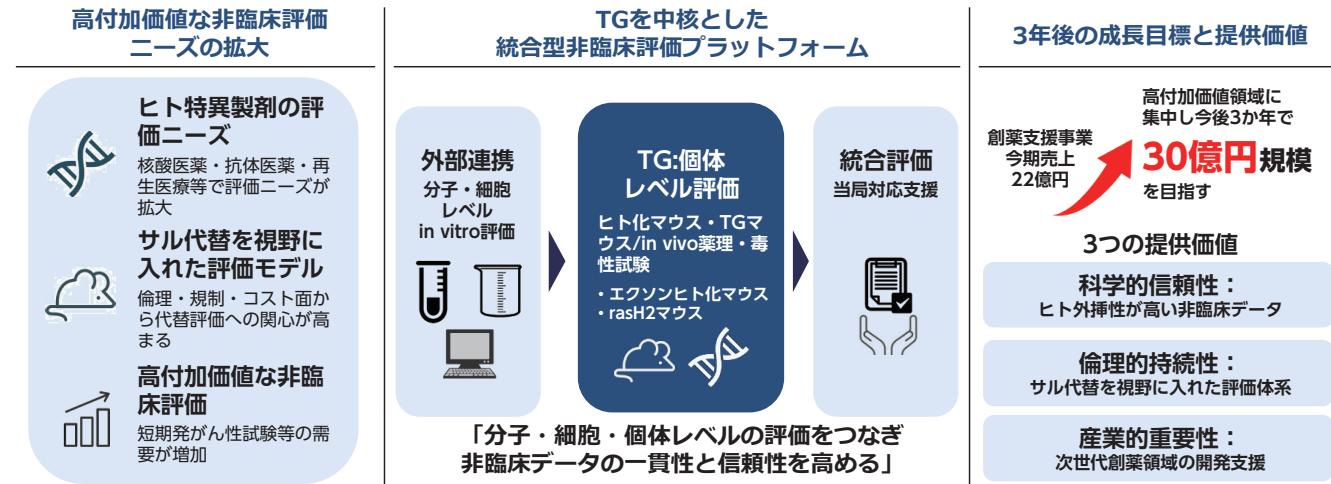 高付加価値な非臨床評価
ニーズの拡大
ヒト特異製剤の評
価ニーズ
核酸医薬・抗体医薬・再
生医療等で評価ニーズが
拡大
サル代替を視野に
入れた評価モデル
倫理・規制・コスト面か
ら代替評価への関心が高
まる
高付加価値な非臨
床評価
短期発がん性試験等の需
要が増加
TGを中核とした
統合型非臨床評価プラットフォーム
外部連携
分子・細胞
レベル
in vitro評価
TG:個体
レベル評価
ヒト化マウス・TGマ
ウス/in vivo薬理・毒
性試験
・エクソンヒト化マウス
・rasH2マウス
統合評価
当局対応支援
「分子・細胞・個体レベルの評価をつなぎ
非臨床データの一貫性と信頼性を高める」
3年後の成長目標と提供価値
創薬支援事業
今期売上
22億円
高付加価値領域に
集中し今後3か年で
30億円規模
を目指す
3つの提供価値
科学的信頼性：
ヒト外挿性が高い非臨床データ
倫理的持続性：
サル代替を視野に入れた評価体系
産業的重要性：
次世代創薬領域の開発支援